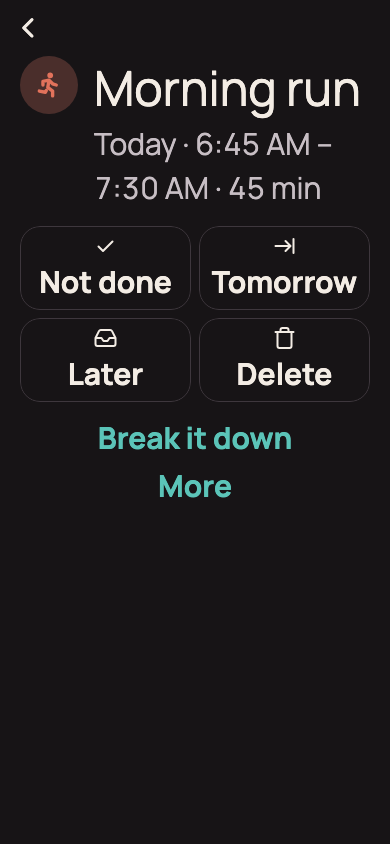 Morning run
Today · 6:45 AM –
7:30 AM · 45 min
Not done
Tomorrow
Later
Delete
Break it down
More